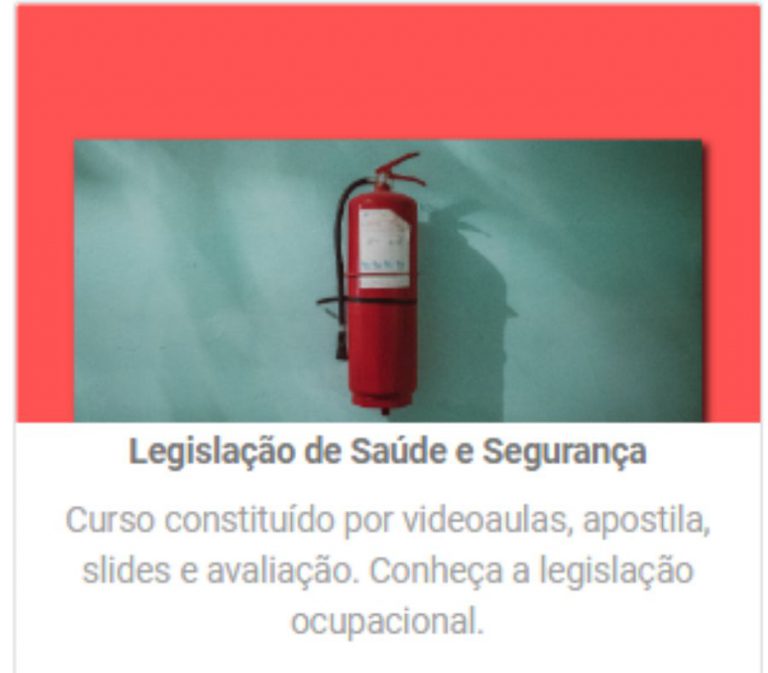 Legislação de Saúde e Segurança
Curso constituído por videoaulas, apostila,
slides e avaliação. Conheça a legislação
ocupacional.